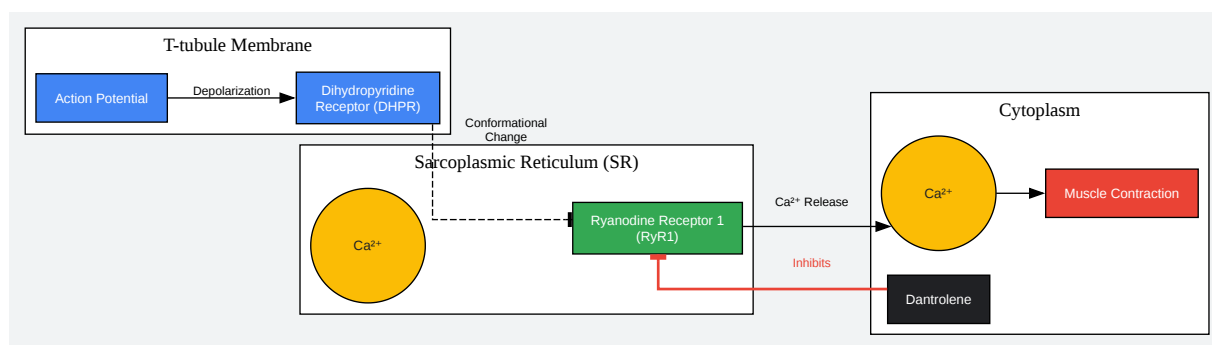 T-tubule Membrane
Action Potential
Depolarization
Dihydropyridine
Receptor (DHPR)
Conformational
Change
Sarcoplasmic Reticulum (SR)
Ca²⁺
Ryanodine Receptor 1
(RyR1)
Ca²⁺ Release
Inhibits
Cytoplasm
Ca²⁺
Muscle Contraction
Dantrolene